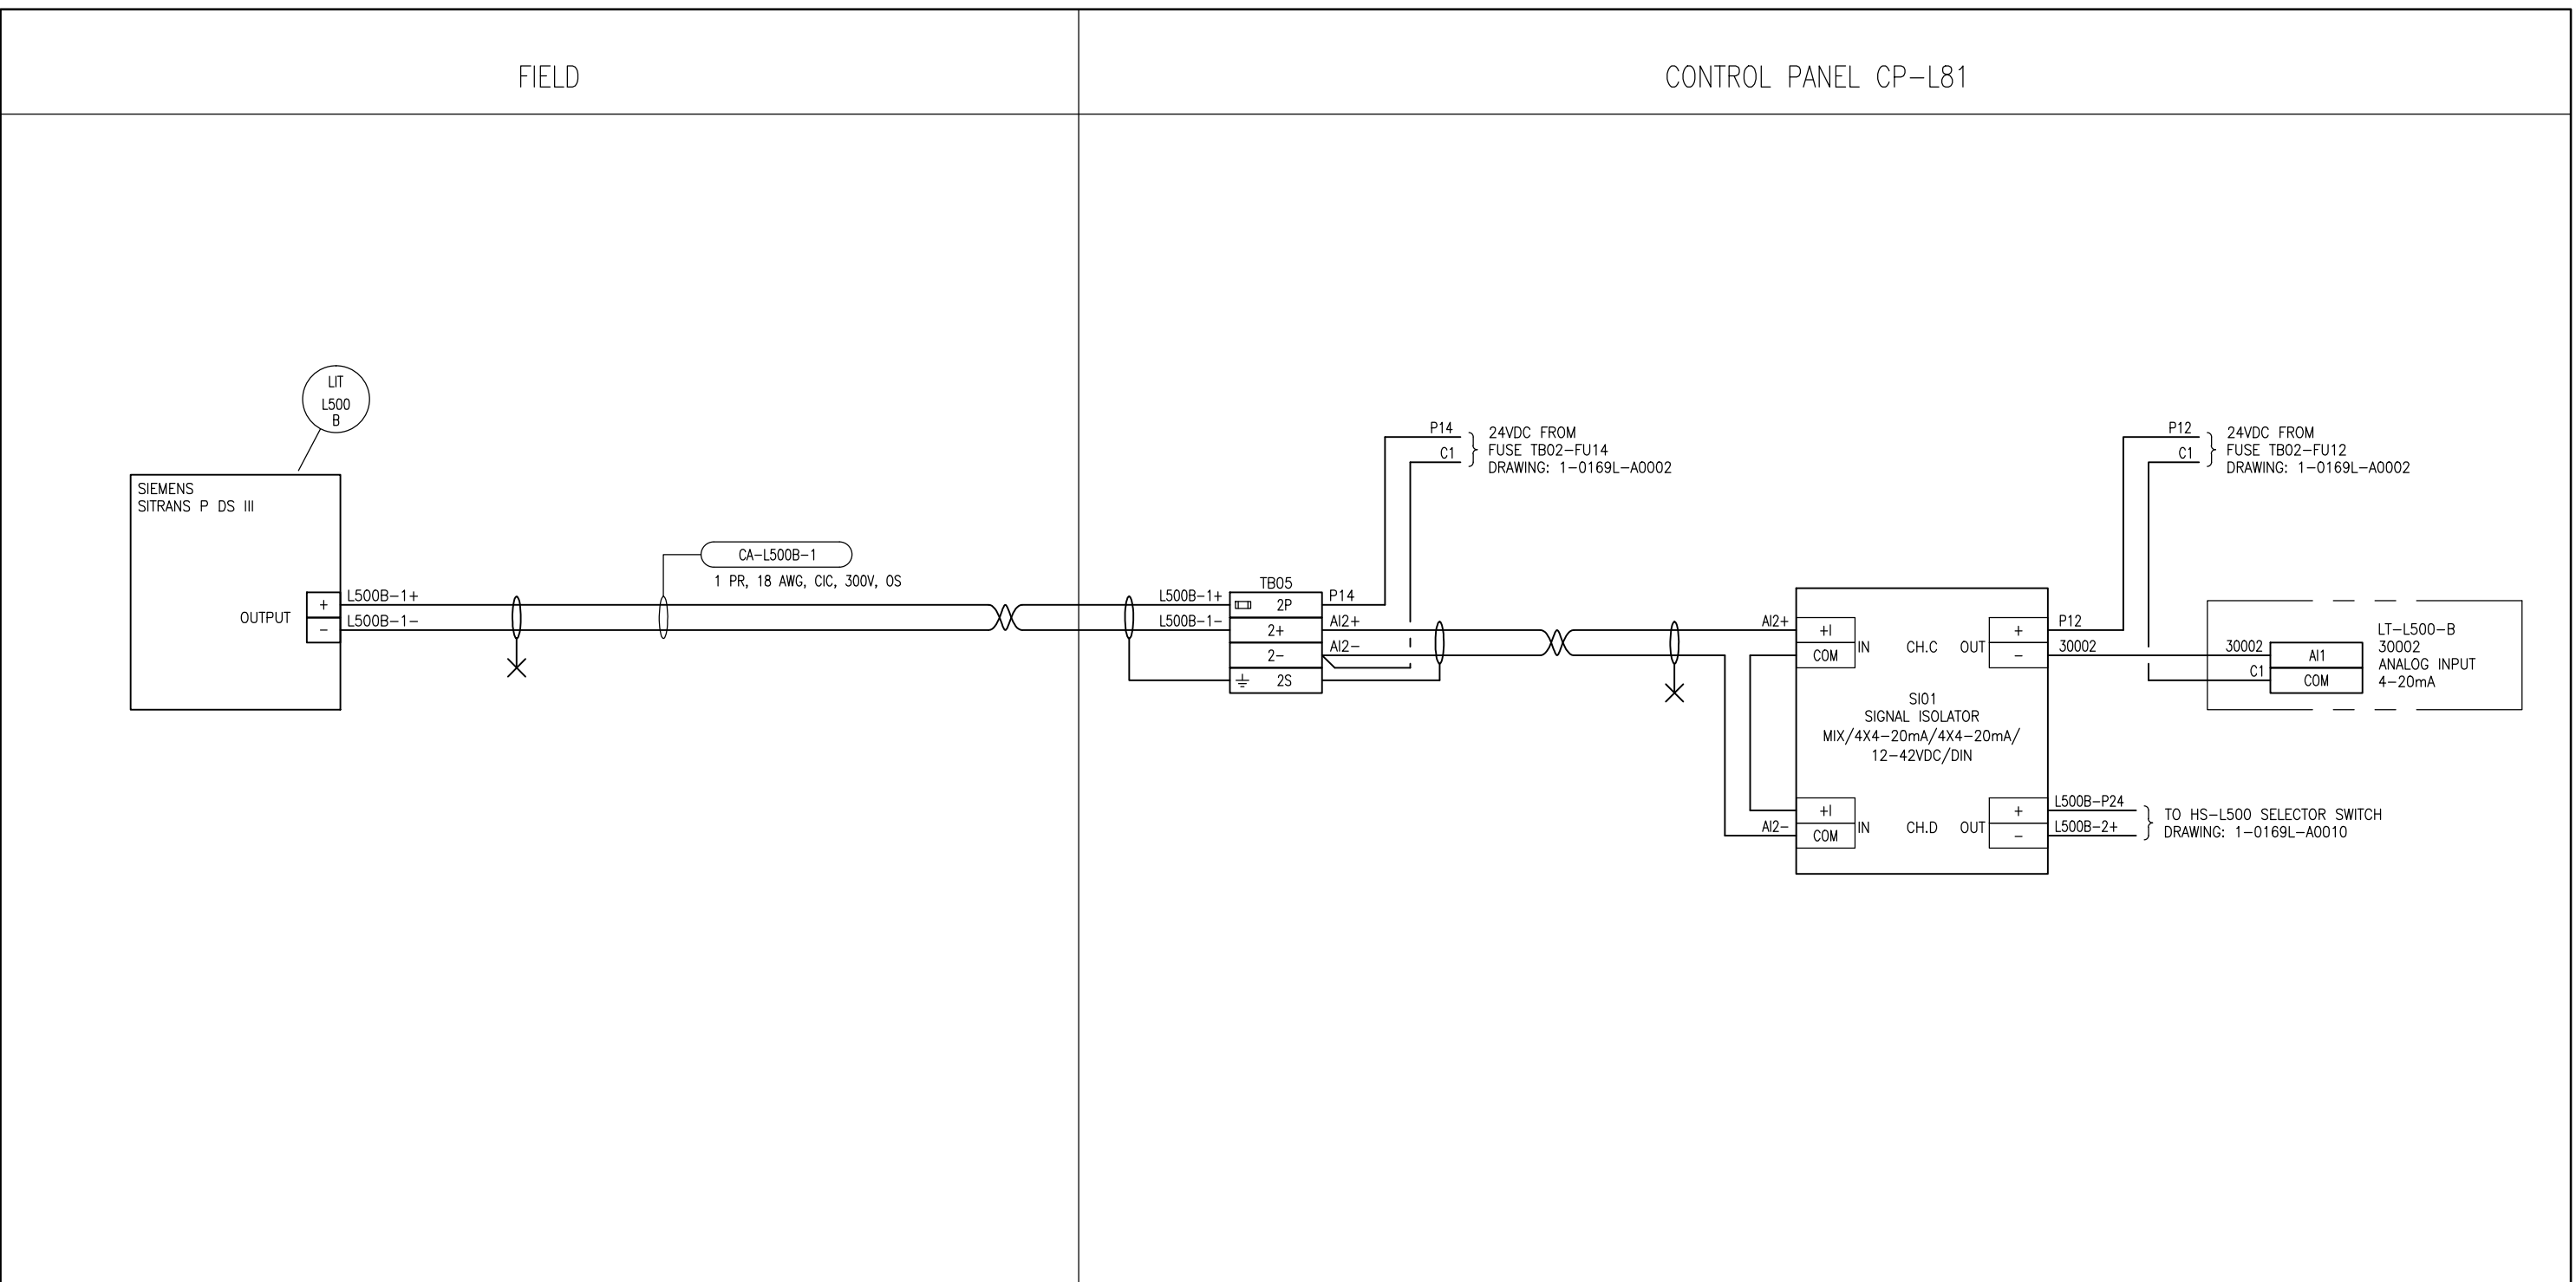 FIELD
CONTROL PANEL CP-L81
LIT
L500
B
SIEMENS
SITRANS P DS III
OUTPUT
+
-
L500B-1+
L500B-1-
CA-L500B-1
1 PR, 18 AWG, CIC, 300V, OS
L500B-1+
L500B-1-
TB05
2P
2+
2-
2S
P14
AI2+
AI2-
P14
C1
24VDC FROM
FUSE TB02-FU14
DRAWING: 1-0169L-A0002
AI2+
AI2-
+I
COM
IN
CH.C
OUT
+
-
SI01
SIGNAL ISOLATOR
MIX/4X4-20mA/4X4-20mA/
12-42VDC/DIN
+I
COM
IN
CH.D
OUT
+
-
P12
30002
P12
C1
24VDC FROM
FUSE TB02-FU12
DRAWING: 1-0169L-A0002
30002
C1
AI1
COM
LT-L500-B
30002
ANALOG INPUT
4-20mA
L500B-P24
L500B-2+
TO HS-L500 SELECTOR SWITCH
DRAWING: 1-0169L-A0010